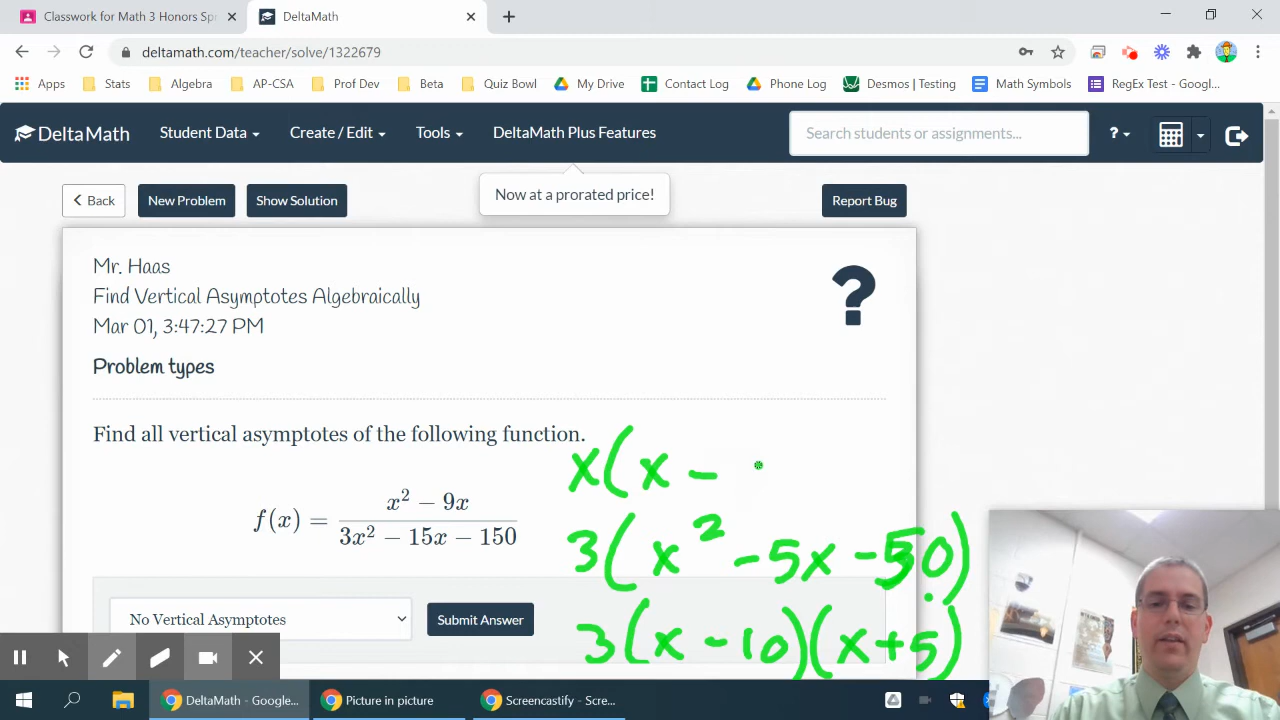 Classwork for Math 3 Honors Spr
DeltaMath
deltamath.com/teacher/solve/1322679
Apps Stats Algebra AP-CSA Prof Dev Beta Quiz Bowl My Drive Contact Log Phone Log Desmos | Testing Math Symbols RegEx Test - Googl...
DeltaMath Student Data Create / Edit Tools DeltaMath Plus Features Search students or assignments... ?
Now at a prorated price!
Back New Problem Show Solution Report Bug
Mr. Haas
Find Vertical Asymptotes Algebraically
Mar 01, 3:47:27 PM
?
Problem types
Find all vertical asymptotes of the following function.
x(x -
f(x) = (x² − 9x)/(3x² − 15x − 150)
3(x² -5x -50)
No Vertical Asymptotes Submit Answer
3(x -10)(x+5)
DeltaMath - Google... Picture in picture Screencastify - Scre...